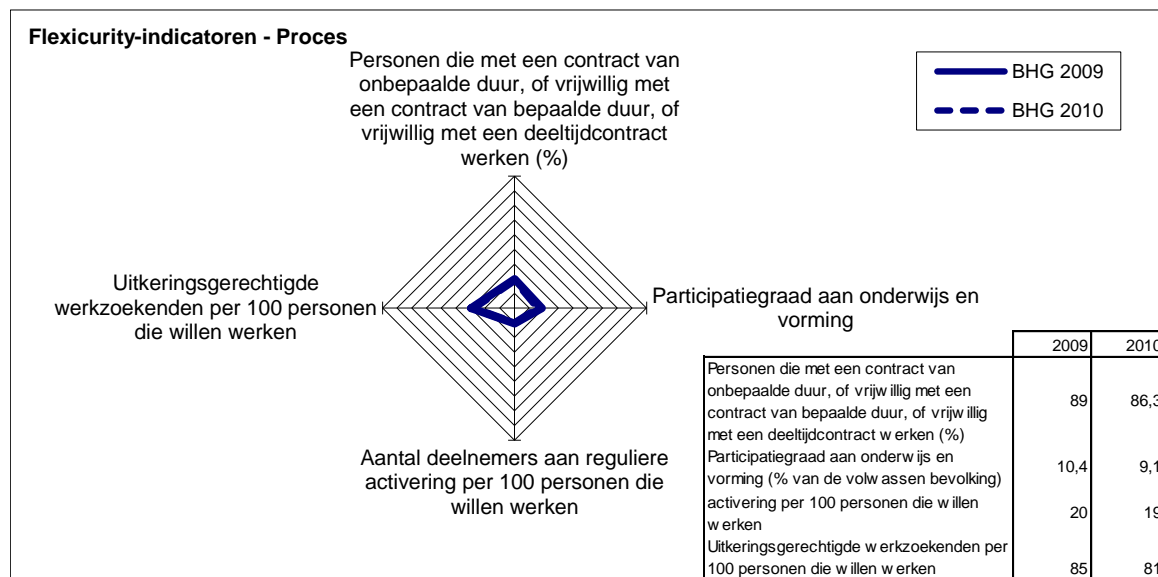 Flexicurity-indicatoren - Proces
Personen die met een contract van
onbepaalde duur, of vrijwillig met
een contract van bepaalde duur, of
vrijwillig met een deeltijdcontract
werken (%)
BHG 2009
BHG 2010
Uitkeringsgerechtigde
werkzoekenden per 100 personen
die willen werken
Participatiegraad aan onderwijs en
vorming
Aantal deelnemers aan reguliere
activering per 100 personen die
willen werken
2009 2010
Personen die met een contract van
onbepaalde duur, of vrijwillig met een
contract van bepaalde duur, of vrijwillig
met een deeltijdcontract werken (%) 89 86,3
Participatiegraad aan onderwijs en
vorming (% van de volwassen bevolking) 10,4 9,1
activering per 100 personen die willen
werken 20 19
Uitkeringsgerechtigde werkzoekenden per
100 personen die willen werken 85 81